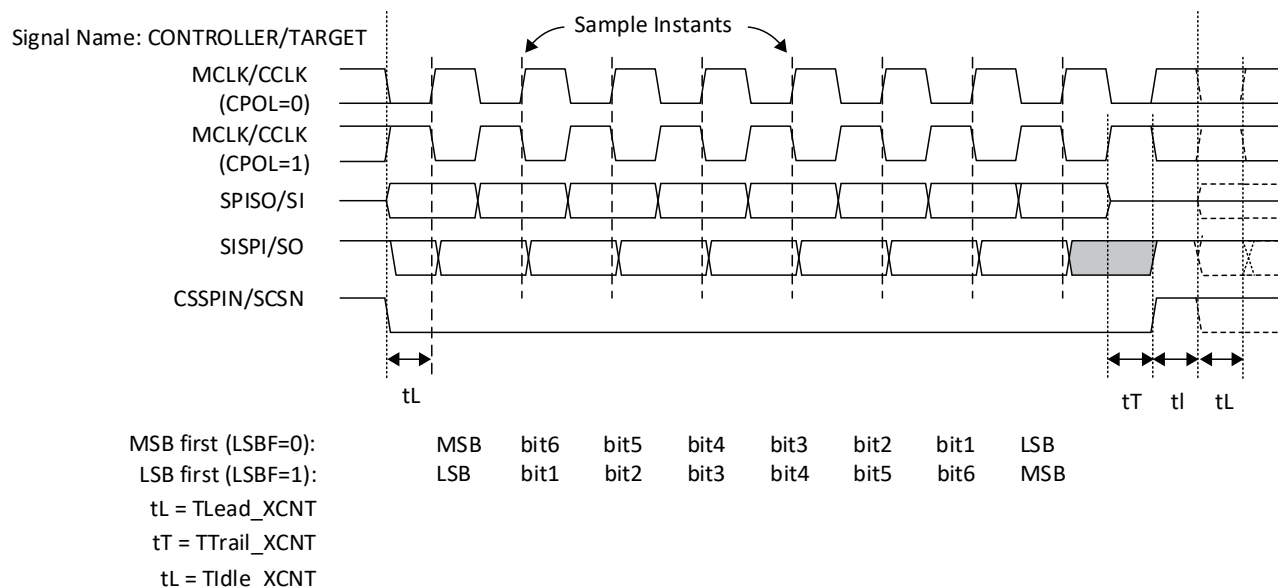 Sample Instants
Signal Name: CONTROLLER/TARGET
MCLK/CCLK
(CPOL=0)
MCLK/CCLK
(CPOL=1)
SPISO/SI
SISPI/SO
CSSPIN/SCSN
tL
tT tI tL
MSB first (LSBF=0): MSB bit6 bit5 bit4 bit3 bit2 bit1 LSB
LSB first (LSBF=1): LSB bit1 bit2 bit3 bit4 bit5 bit6 MSB
tL = TLead_XCNT
tT = TTrail_XCNT
tL = TIdle_XCNT